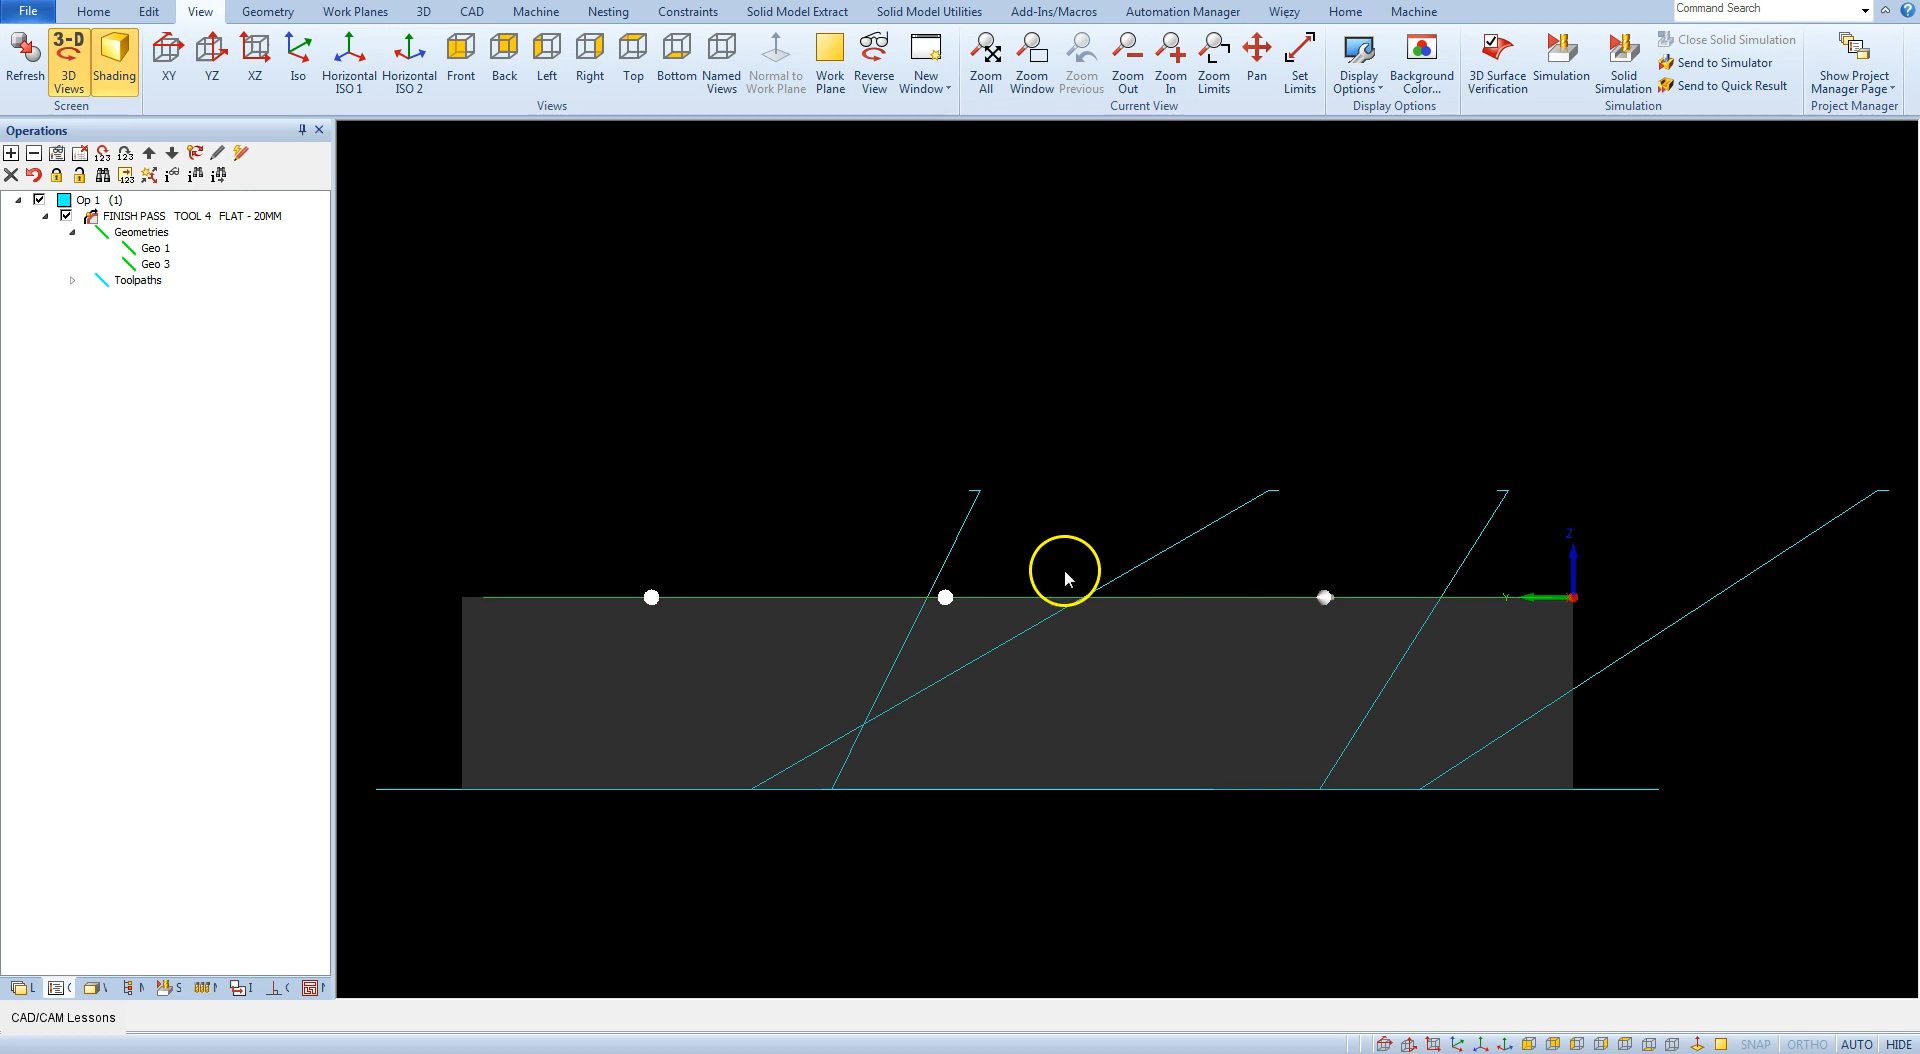 File Home Edit View Geometry Work Planes 3D CAD Machine Nesting Constraints Solid Model Extract Solid Model Utilities Add-Ins/Macros Automation Manager Więzy Home Machine Command Search
3-D
Refresh 3D Views Shading XY YZ XZ Iso Horizontal ISO 1 Horizontal ISO 2 Front Back Left Right Top Bottom Named Views Normal to Work Plane Work Plane Reverse View New Window Zoom All Zoom Window Zoom Previous Zoom Out Zoom In Zoom Limits Pan Set Limits Display Options Background Color... 3D Surface Verification Simulation Solid Simulation Close Solid Simulation Send to Simulator Send to Quick Result Show Project Manager Page
Screen Views Current View Display Options Simulation Project Manager
Operations
123 123
123
Op 1 (1)
FINISH PASS TOOL 4 FLAT - 20MM
Geometries
Geo 1
Geo 3
Toolpaths
Z
Y
CAD/CAM Lessons
SNAP ORTHO AUTO HIDE